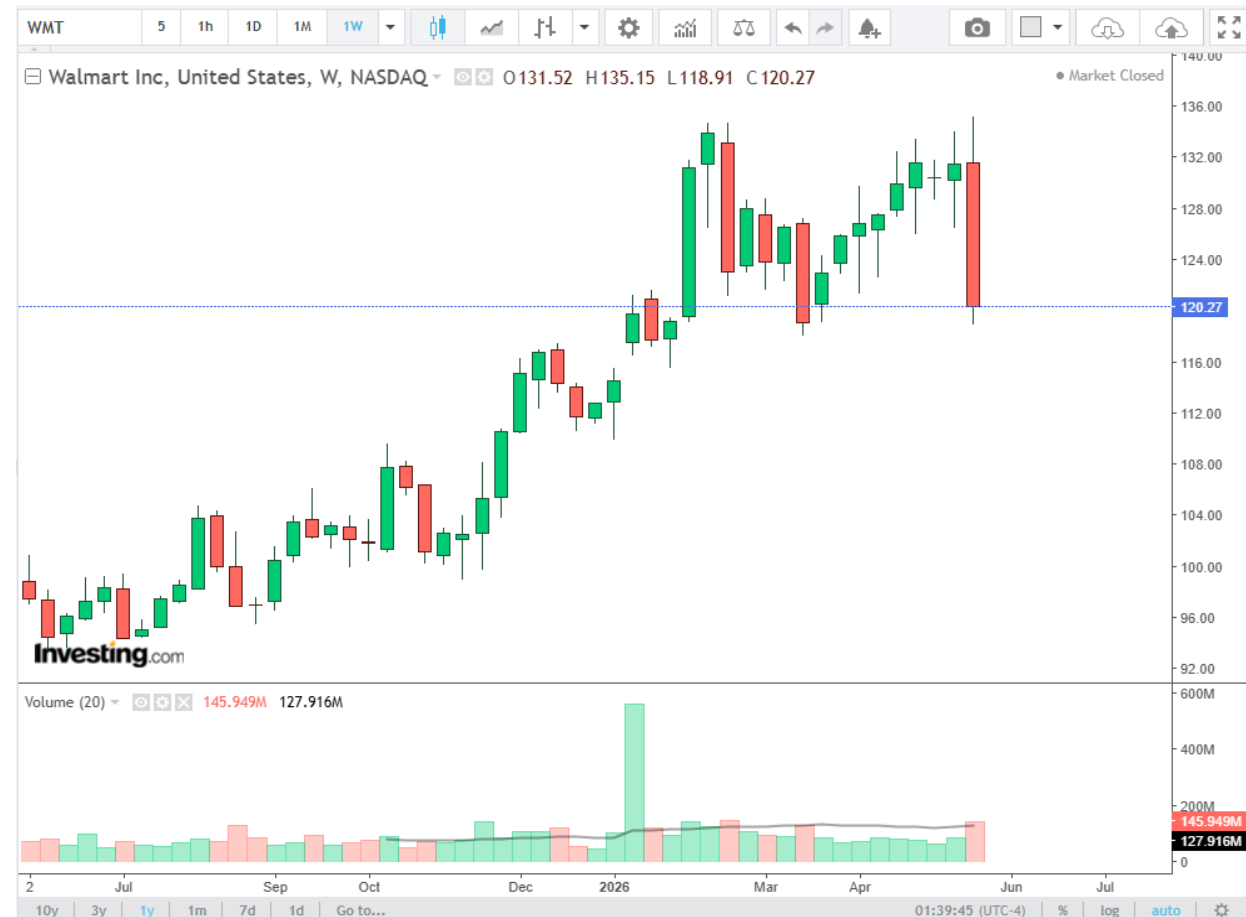 WMT 5 1h 1D 1M 1W
Walmart Inc, United States, W, NASDAQ O131.52 H135.15 L118.91 C120.27
Market Closed
140.00
136.00
132.00
128.00
124.00
120.27
116.00
112.00
108.00
104.00
100.00
96.00
92.00
Investing.com
Volume (20) 145.949M 127.916M
600M
400M
200M
145.949M
127.916M
0
2 Jul Sep Oct Dec 2026 Mar Apr Jun Jul
10y 3y 1y 1m 7d 1d Go to... 01:39:45 (UTC-4) % log auto